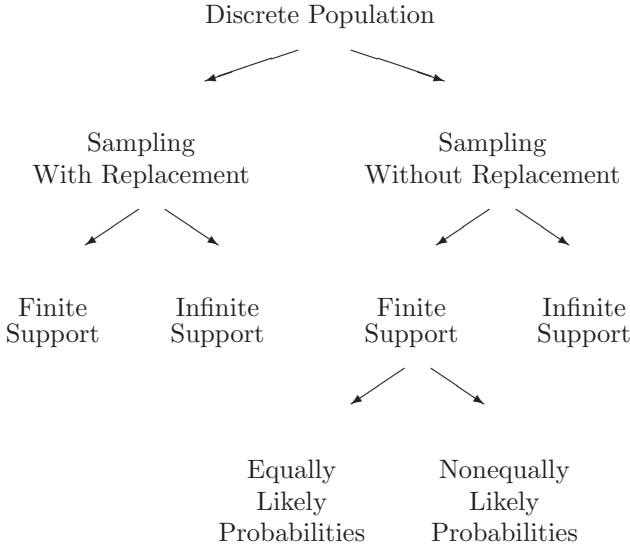 Discrete Population
Sampling
With Replacement
Sampling
Without Replacement
Finite
Support
Infinite
Support
Finite
Support
Infinite
Support
Equally
Likely
Probabilities
Nonequally
Likely
Probabilities